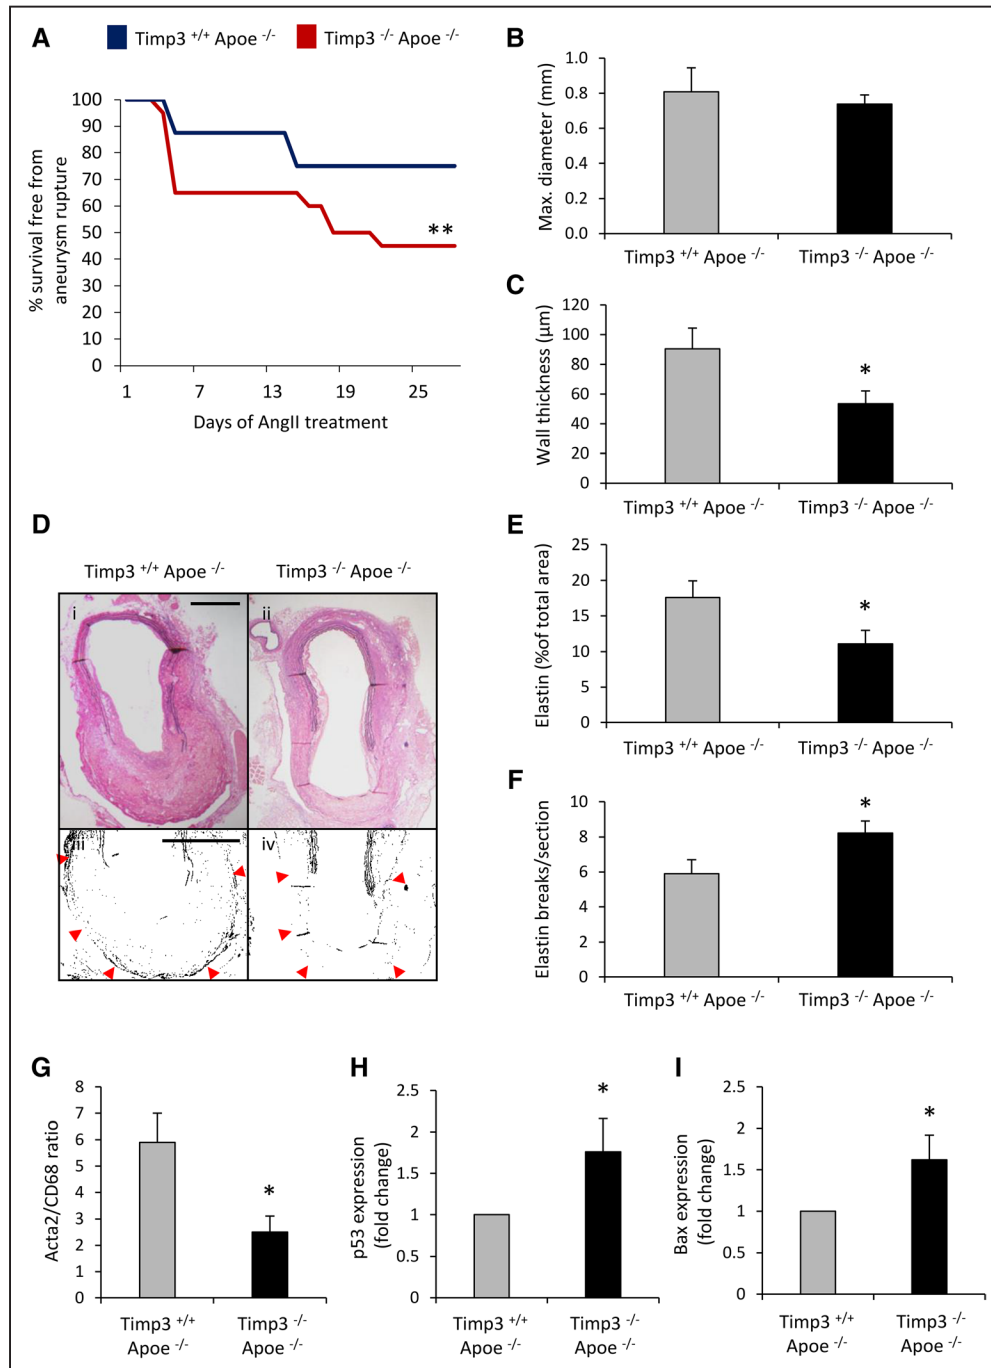 A
Timp3 +/+ Apoe -/-
Timp3 -/- Apoe -/-
% survival free from
aneurysm rupture
100
90
80
70
60
50
40
30
20
10
0
**
1 7 13 19 25
Days of AngII treatment
B
Max. diameter (mm)
1.0
0.8
0.6
0.4
0.2
0.0
Timp3 +/+ Apoe -/- Timp3 -/- Apoe -/-
C
Wall thickness (µm)
120
100
80
60
40
20
0
*
Timp3 +/+ Apoe -/- Timp3 -/- Apoe -/-
D
Timp3 +/+ Apoe -/- Timp3 -/- Apoe -/-
i ii
iii iv
E
Elastin (%of total area)
25
20
15
10
5
0
*
Timp3 +/+ Apoe -/- Timp3 -/- Apoe -/-
F
Elastin breaks/section
10
8
6
4
2
0
*
Timp3 +/+ Apoe -/- Timp3 -/- Apoe -/-
G
Acta2/CD68 ratio
8
7
6
5
4
3
2
1
0
*
Timp3 +/+ Timp3 -/-
Apoe -/- Apoe -/-
H
p53 expression
(fold change)
2.5
2
1.5
1
0.5
0
*
Timp3 +/+ Timp3 -/-
Apoe -/- Apoe -/-
I
Bax expression
(fold change)
2.5
2
1.5
1
0.5
0
*
Timp3 +/+ Timp3 -/-
Apoe -/- Apoe -/-